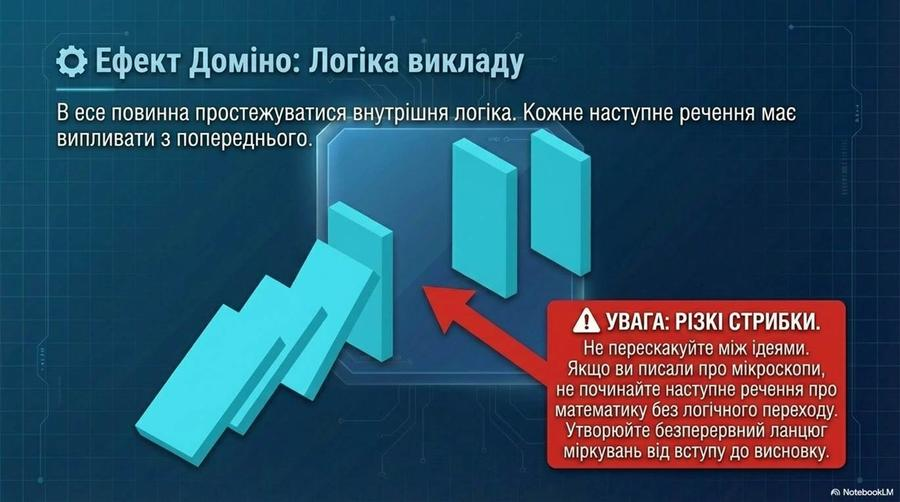 Ефект Доміно: Логіка викладу
В есе повинна простежуватися внутрішня логіка. Кожне наступне речення має
випливати з попереднього.
УВАГА: РІЗКІ СТРИБКИ.
Не перескакуйте між ідеями.
Якщо ви писали про мікроскопи,
не починайте наступне речення про
математику без логічного переходу.
Утворюйте безперервний ланцюг
міркувань від вступу до висновку.
NotebookLM